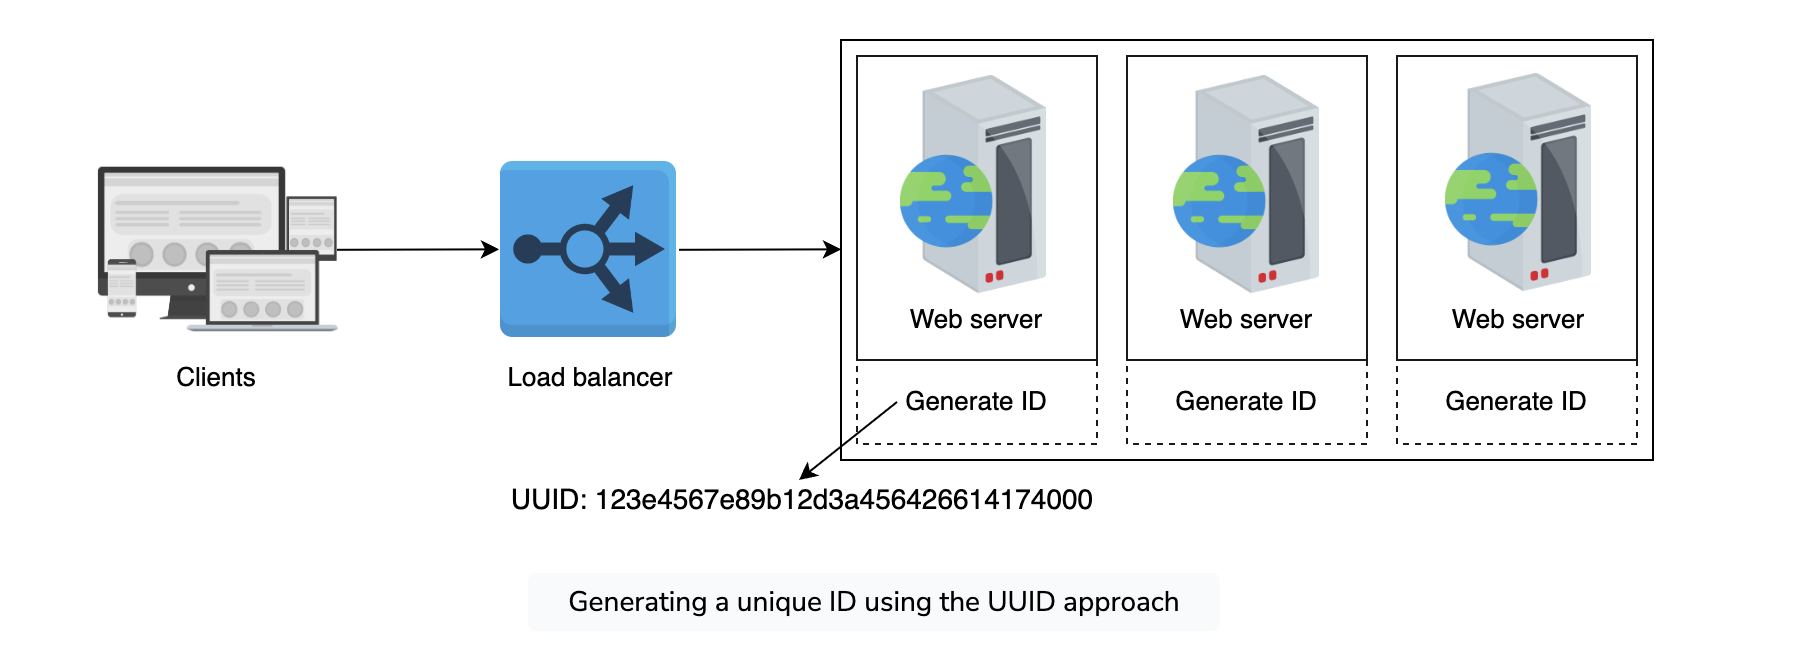 Web server
Web server
Web server
Clients
Load balancer
Generate ID
Generate ID
Generate ID
UUID: 123e4567e89b12d3a456426614174000
Generating a unique ID using the UUID approach